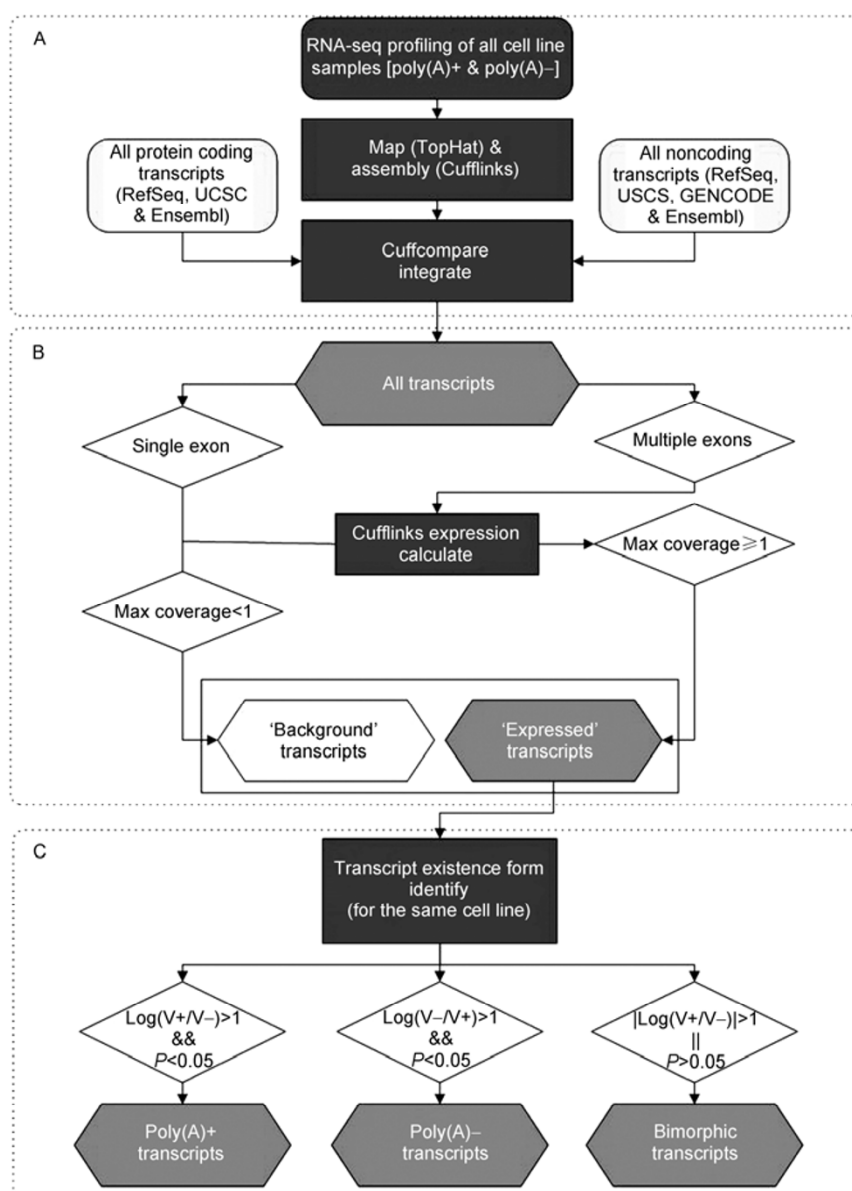 A
RNA-seq profiling of all cell line
samples [poly(A)+ & poly(A)−]
Map (TopHat) &
assembly (Cufflinks)
All protein coding
transcripts
(RefSeq, UCSC
& Ensembl)
All noncoding
transcripts (RefSeq,
USCS, GENCODE
& Ensembl)
Cuffcompare
integrate
B
All transcripts
Single exon
Multiple exons
Cufflinks expression
calculate
Max coverage≥1
Max coverage<1
‘Background’
transcripts
‘Expressed’
transcripts
C
Transcript existence form
identify
(for the same cell line)
Log(V+/V−)>1
&&
P<0.05
Log(V−/V+)>1
&&
P<0.05
|Log(V+/V−)|>1
||
P>0.05
Poly(A)+
transcripts
Poly(A)−
transcripts
Bimorphic
transcripts